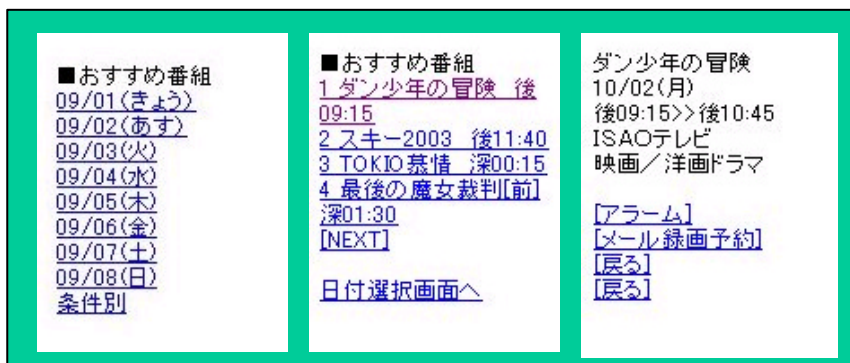 ■おすすめ番組
09/01(きょう)
09/02(あす)
09/03(火)
09/04(水)
09/05(木)
09/06(金)
09/07(土)
09/08(日)
条件別
■おすすめ番組
1 ダン少年の冒険 後
09:15
2 スキー2003 後11:40
3 TOKIO慕情 深00:15
4 最後の魔女裁判[前]
深01:30
[NEXT]
日付選択画面へ
ダン少年の冒険
10/02(月)
後09:15>>後10:45
ISAOテレビ
映画／洋画ドラマ
[アラーム]
[メール録画予約]
[戻る]
[戻る]